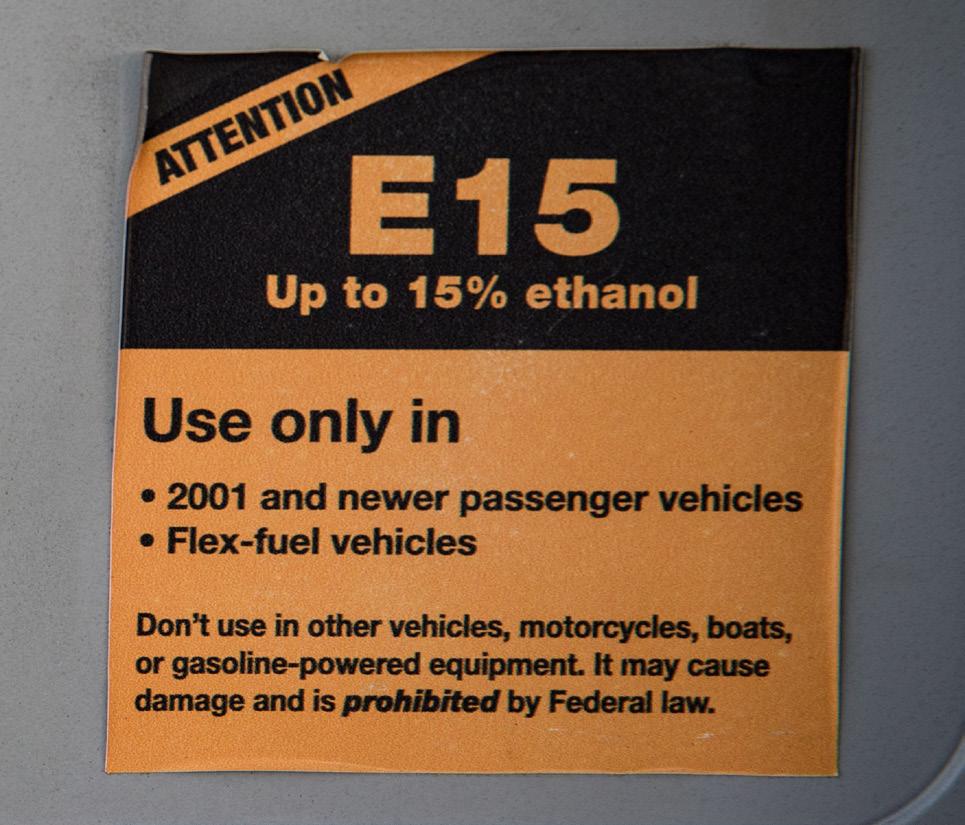 ATTENTION
E15
Up to 15% ethanol
Use only in
• 2001 and newer passenger vehicles
• Flex-fuel vehicles
Don't use in other vehicles, motorcycles, boats,
or gasoline-powered equipment. It may cause
damage and is prohibited by Federal law.